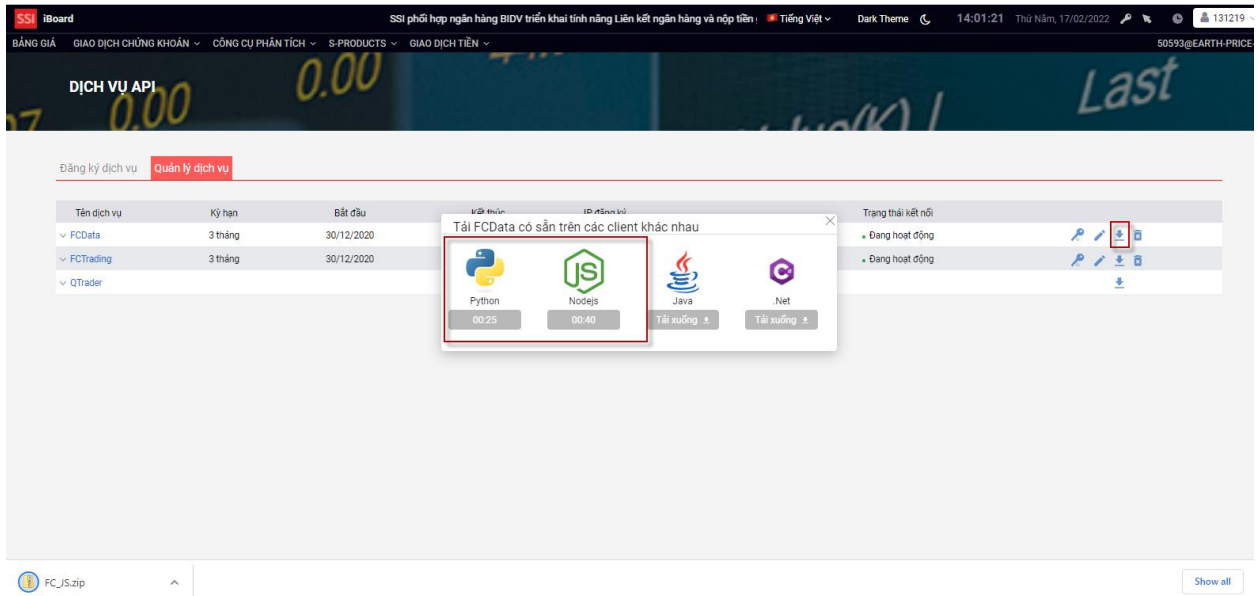 SSI iBoard
SSI phối hợp ngân hàng BIDV triển khai tính năng Liên kết ngân hàng và nộp tiền
Tiếng Việt
Dark Theme
14:01:21 Thứ Năm, 17/02/2022
131219
BẢNG GIÁ GIAO DỊCH CHỨNG KHOÁN CÔNG CỤ PHÂN TÍCH S-PRODUCTS GIAO DỊCH TIỀN
50593@EARTH-PRICE-
DỊCH VỤ API
07 0.00 0.00 Last
Đăng ký dịch vụ Quản lý dịch vụ
Tên dịch vụ Kỳ hạn Bắt đầu Kết thúc IP đăng ký Trạng thái kết nối
FCData 3 tháng 30/12/2020 Đang hoạt động
FCTrading 3 tháng 30/12/2020 Đang hoạt động
QTrader
Tải FCData có sẵn trên các client khác nhau
JS
Python Nodejs Java .Net
00:25 00:40 Tải xuống Tải xuống
FC_JS.zip
Show all